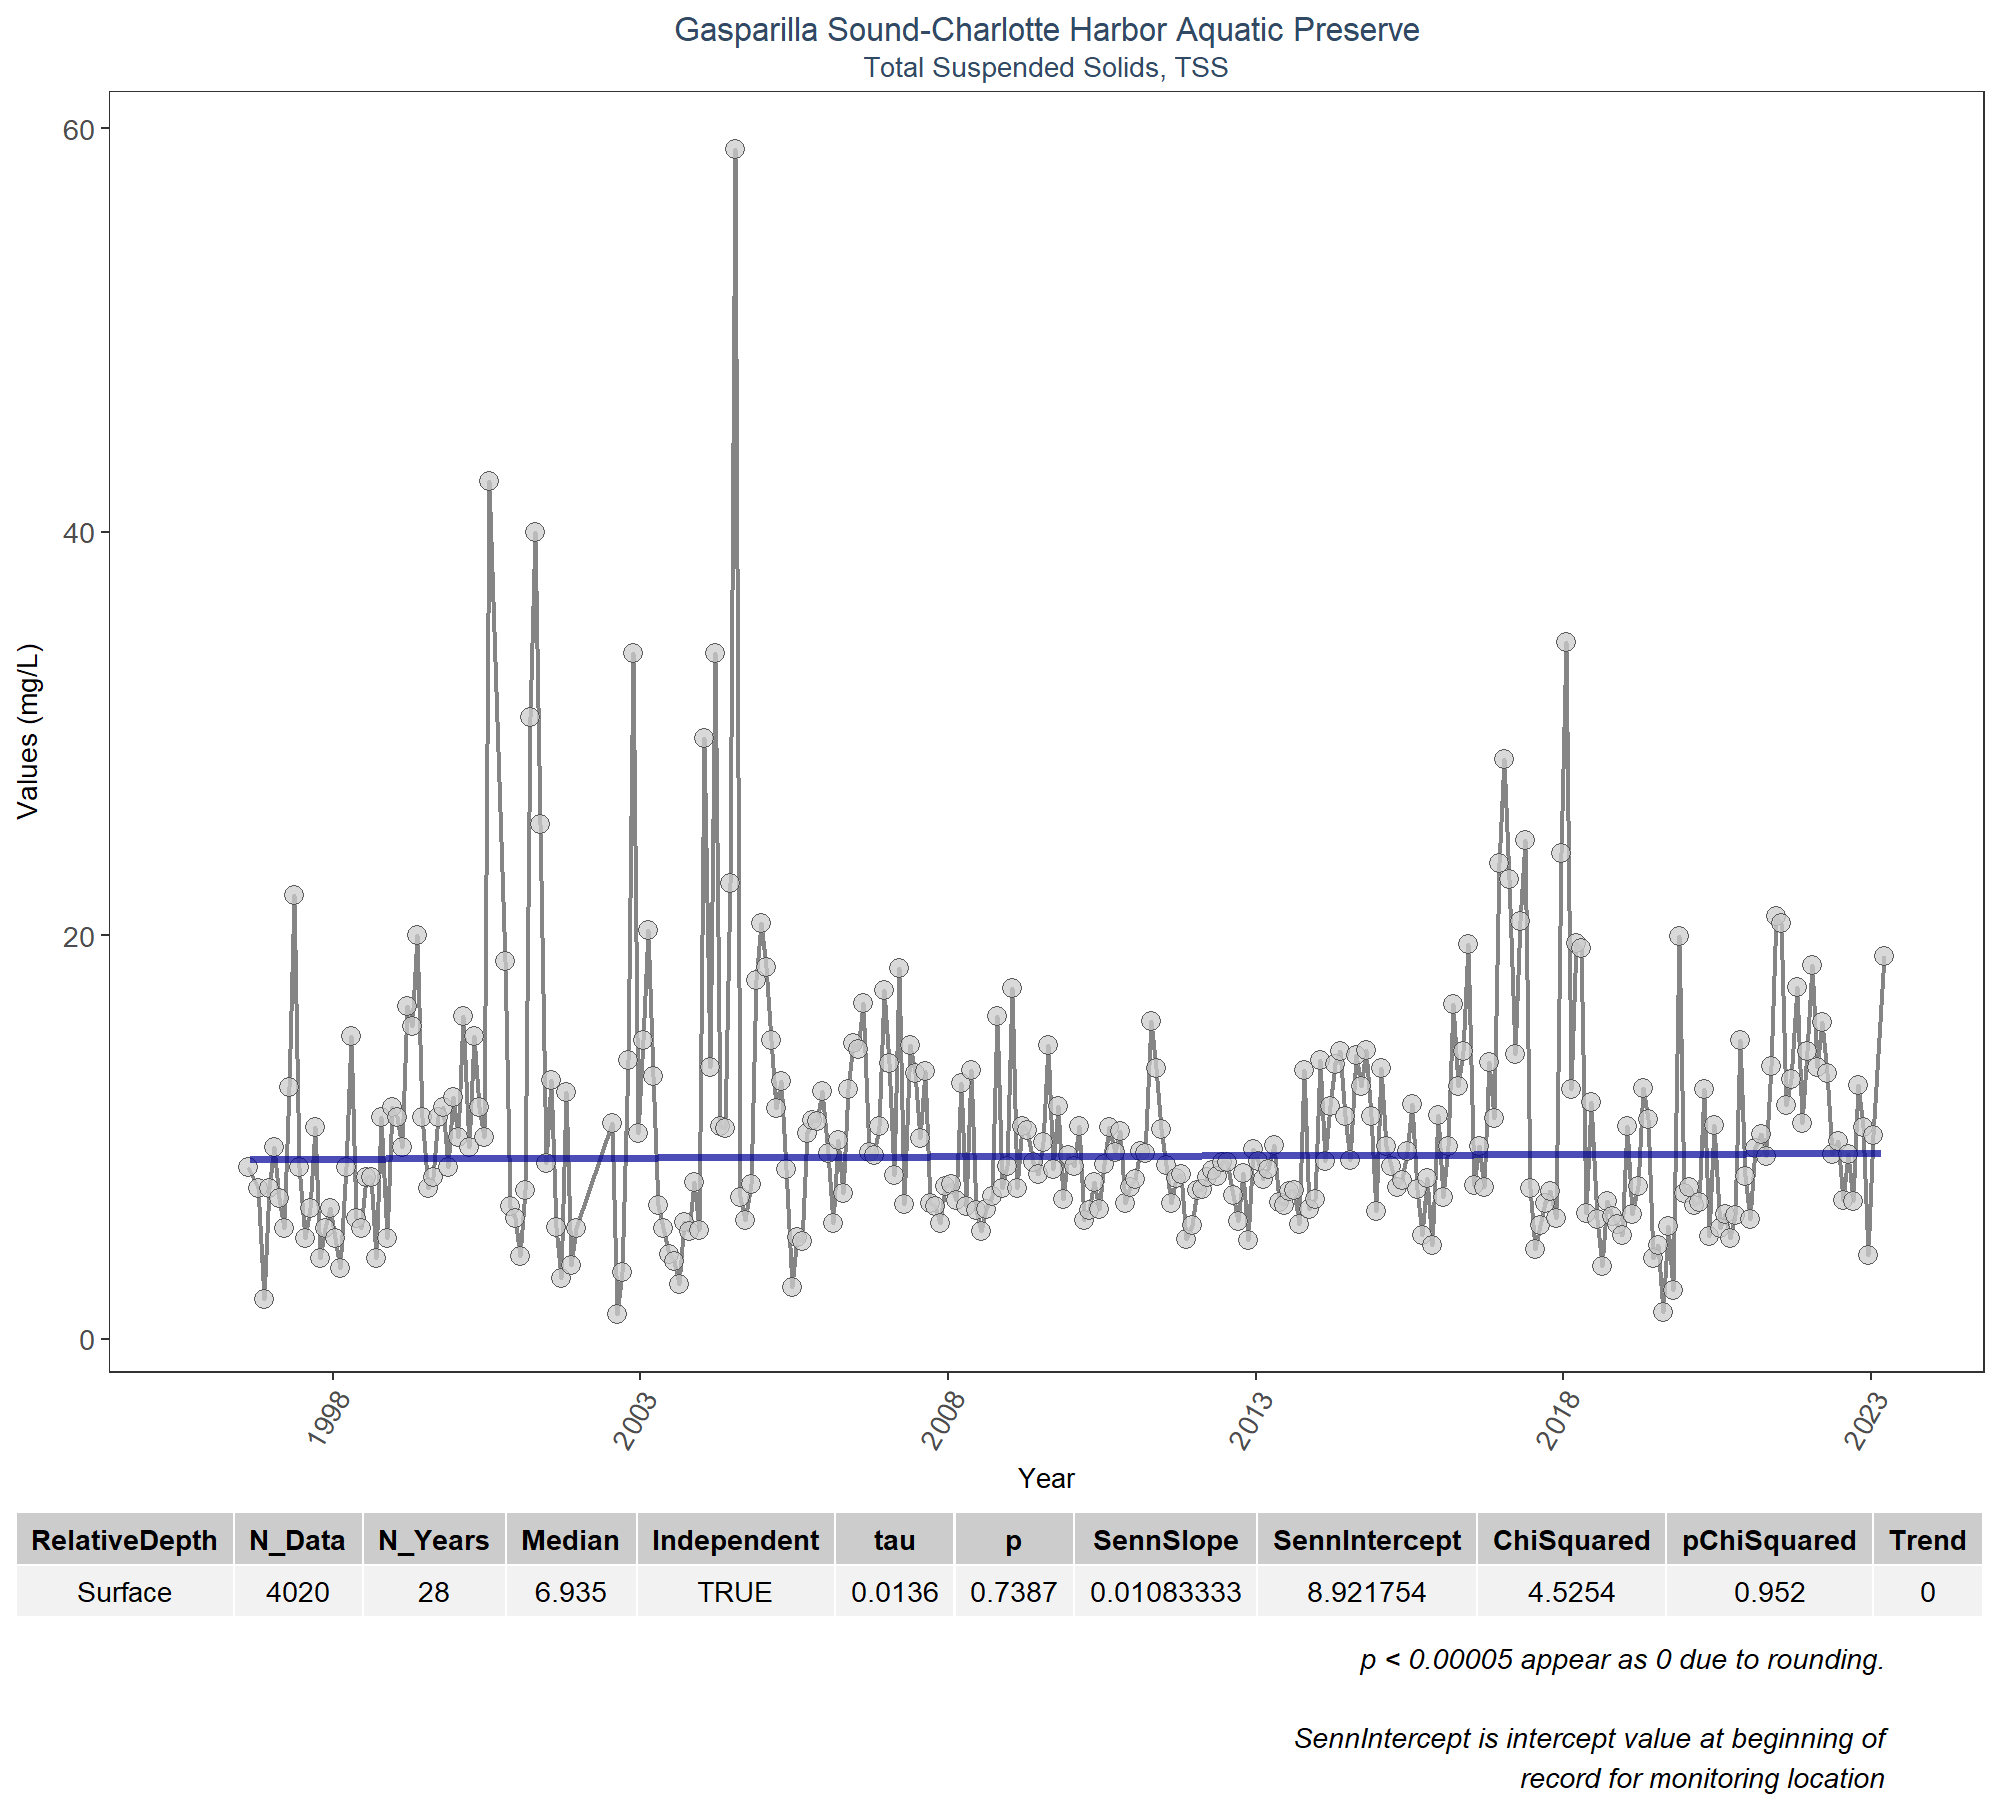 Gasparilla Sound-Charlotte Harbor Aquatic Preserve
Total Suspended Solids, TSS
60
40
20
0
Values (mg/L)
1998 2003 2008 2013 2018 2023
Year
RelativeDepth N_Data N_Years Median Independent tau p SennSlope SennIntercept ChiSquared pChiSquared Trend
Surface 4020 28 6.935 TRUE 0.0136 0.7387 0.01083333 8.921754 4.5254 0.952 0
p < 0.00005 appear as 0 due to rounding.
SennIntercept is intercept value at beginning of
record for monitoring location